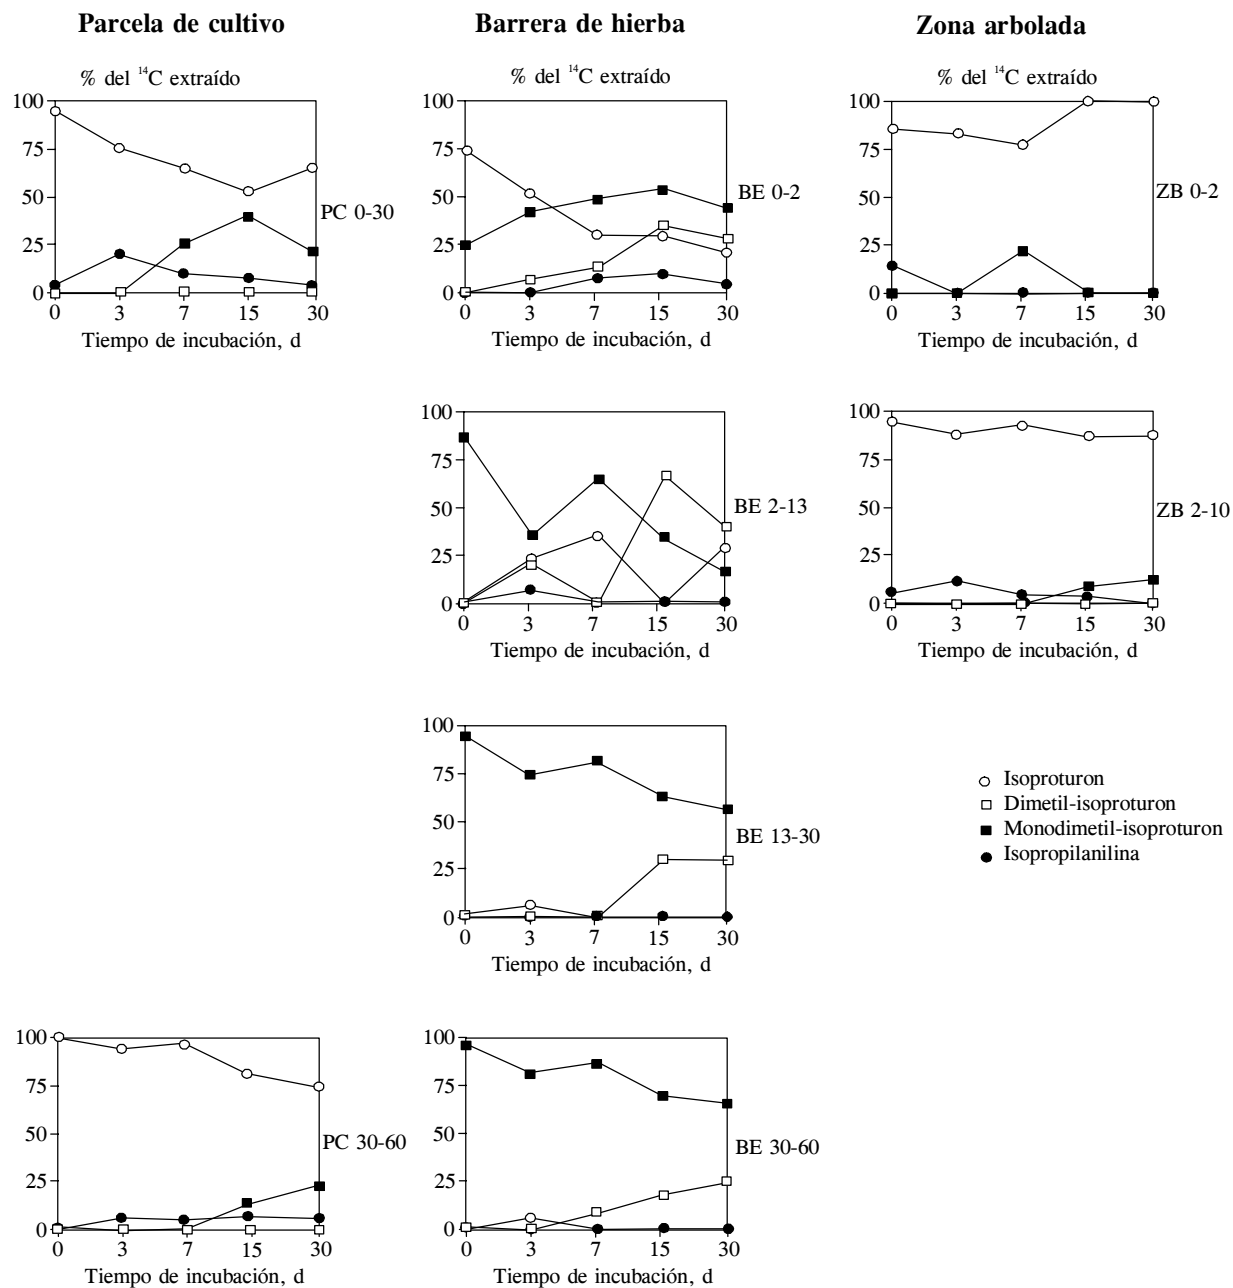 Parcela de cultivo
Barrera de hierba
Zona arbolada
% del ¹⁴C extraído
% del ¹⁴C extraído
% del ¹⁴C extraído
100
75
50
25
0
0 3 7 15 30
Tiempo de incubación, d
PC 0-30
100
75
50
25
0
0 3 7 15 30
Tiempo de incubación, d
BE 0-2
100
75
50
25
0
0 3 7 15 30
Tiempo de incubación, d
ZB 0-2
100
75
50
25
0
0 3 7 15 30
Tiempo de incubación, d
BE 2-13
100
75
50
25
0
0 3 7 15 30
Tiempo de incubación, d
ZB 2-10
100
75
50
25
0
0 3 7 15 30
Tiempo de incubación, d
BE 13-30
Isoproturon
Dimetil-isoproturon
Monodimetil-isoproturon
Isopropilanilina
100
75
50
25
0
0 3 7 15 30
Tiempo de incubación, d
PC 30-60
100
75
50
25
0
0 3 7 15 30
Tiempo de incubación, d
BE 30-60